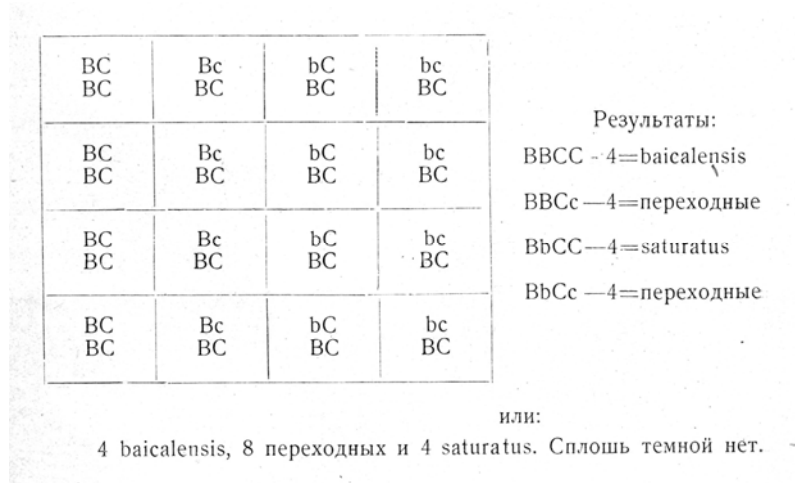 BC Bc bC bc
BC BC BC BC
BC Bc bC bc
BC BC BC BC
BC Bc bC bc
BC BC BC BC
BC Bc bC bc
BC BC BC BC
Результаты:
BBCC - 4=baicalensis
BBCc —4=переходные
BbCC—4=saturatus
BbCc —4=переходные
или:
4 baicalensis, 8 переходных и 4 saturatus. Сплошь темной нет.